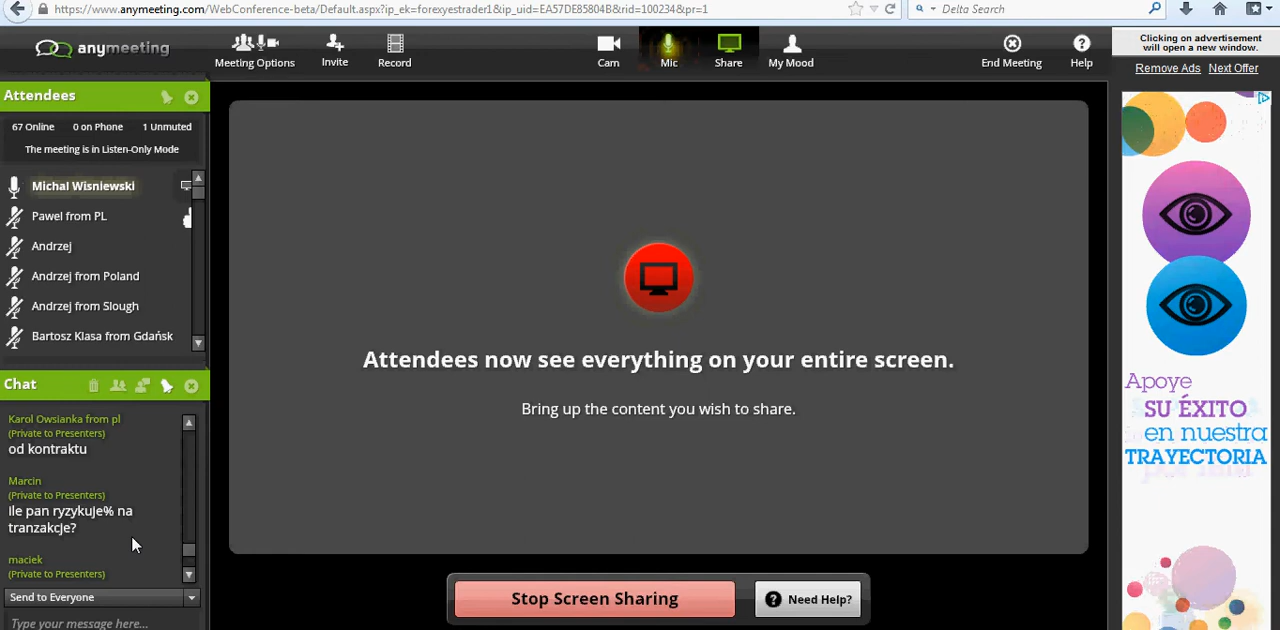 https://www.anymeeting.com/WebConference-beta/Default.aspx?ip_ek=forexyestrader1&ip_uid=EA57DE85804B&rid=100234&pr=1
Delta Search
anymeeting
Meeting Options
Invite
Record
Cam
Mic
Share
My Mood
End Meeting
Help
Clicking on advertisement
will open a new window.
Remove Ads Next Offer
Attendees
67 Online 0 on Phone 1 Unmuted
The meeting is in Listen-Only Mode
Michal Wisniewski
Pawel from PL
Andrzej
Andrzej from Poland
Andrzej from Slough
Bartosz Klasa from Gdańsk
Chat
Karol Owsianka from pl
(Private to Presenters)
od kontraktu
Marcin
(Private to Presenters)
Ile pan ryzykuje% na
tranzakcje?
maciek
(Private to Presenters)
Send to Everyone
Type your message here...
Attendees now see everything on your entire screen.
Bring up the content you wish to share.
Stop Screen Sharing
Need Help?
Apoye
SU ÉXITO
en nuestra
TRAYECTORIA